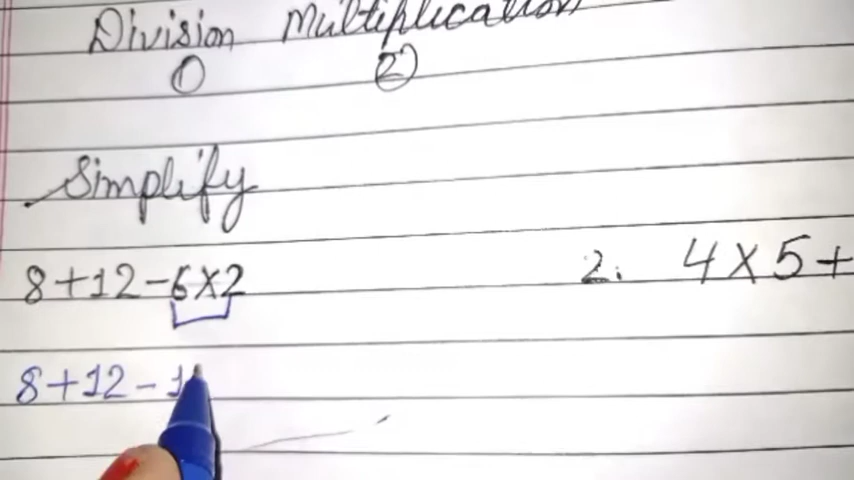 Division Multiplication
① ②
Simplify
8+12-6×2
2. 4×5+
8+12-1